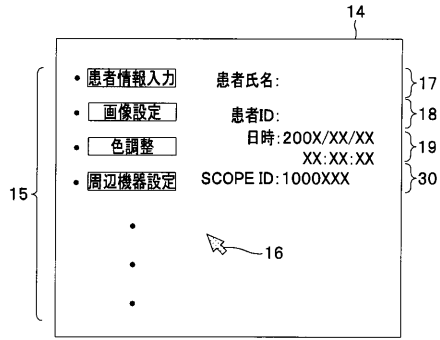 14
・患者情報入力 患者氏名: 17
・画像設定 患者ID: 18
・色調整 日時:200X/XX/XX 19
XX:XX:XX
・周辺機器設定 SCOPE ID:1000XXX 30
15
16